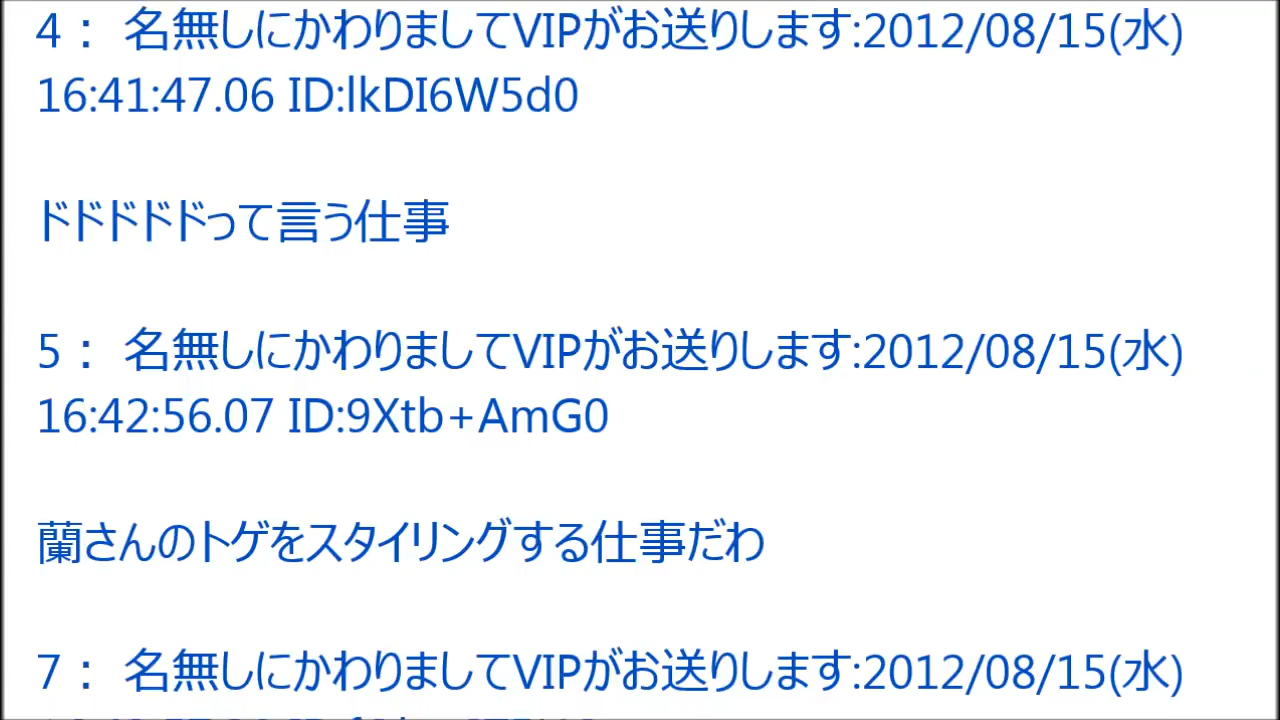 4： 名無しにかわりましてVIPがお送りします:2012/08/15(水)
16:41:47.06 ID:lkDI6W5d0
ドドドドドって言う仕事
5： 名無しにかわりましてVIPがお送りします:2012/08/15(水)
16:42:56.07 ID:9Xtb+AmG0
蘭さんのトゲをスタイリングする仕事だわ
7： 名無しにかわりましてVIPがお送りします:2012/08/15(水)